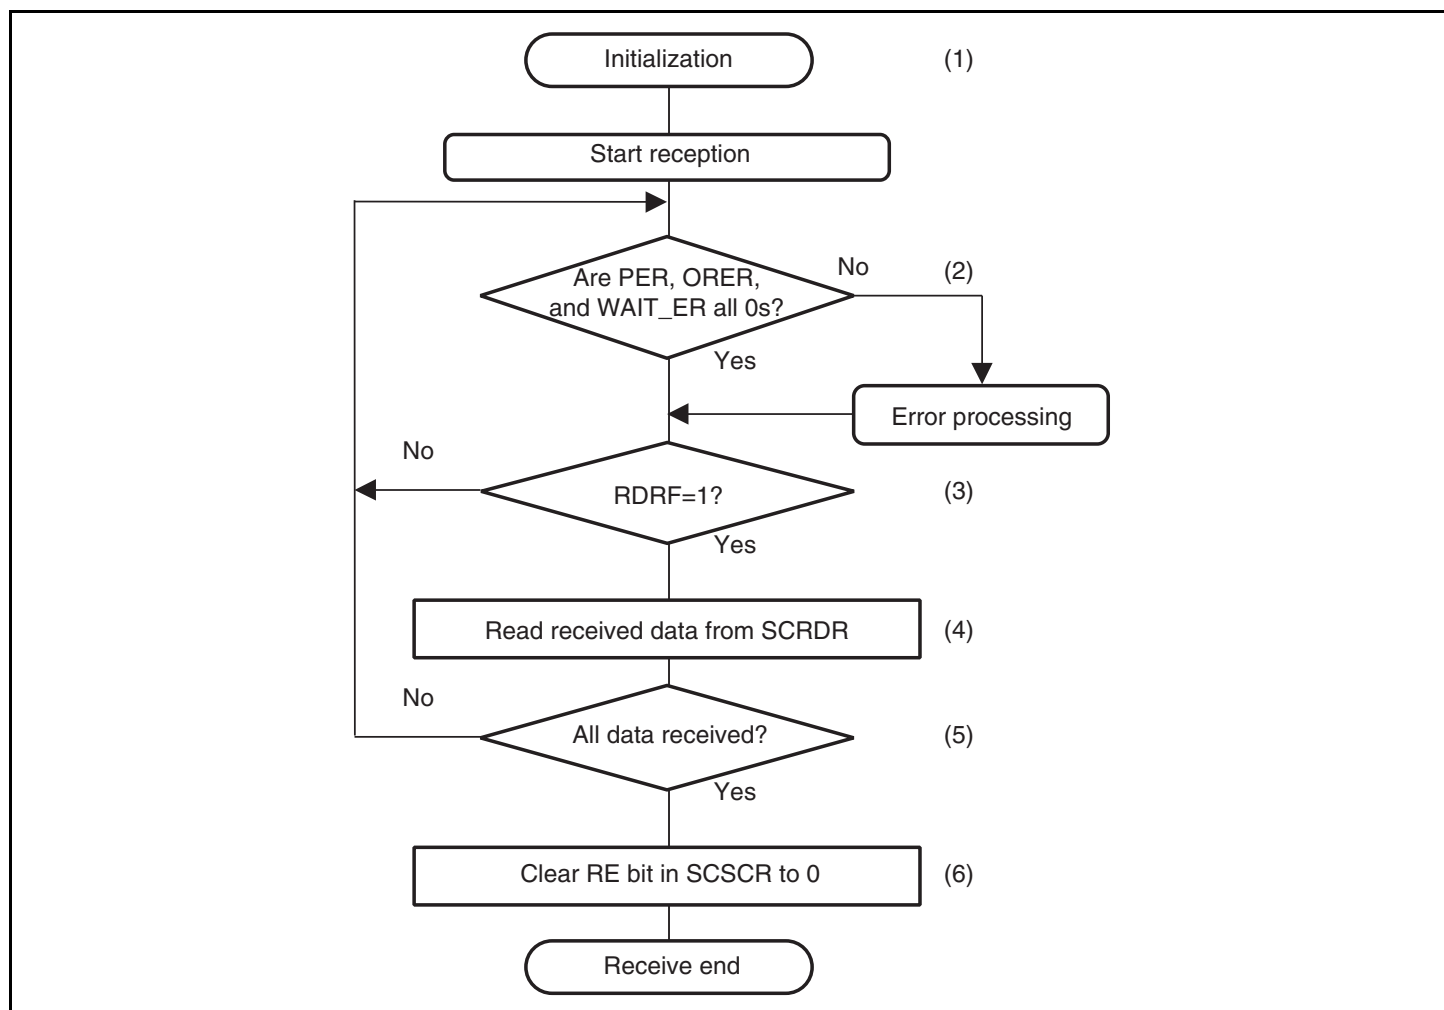 Initialization
(1)
Start reception
Are PER, ORER,
and WAIT_ER all 0s?
No
(2)
Yes
Error processing
No
RDRF=1?
(3)
Yes
Read received data from SCRDR
(4)
No
All data received?
(5)
Yes
Clear RE bit in SCSCR to 0
(6)
Receive end